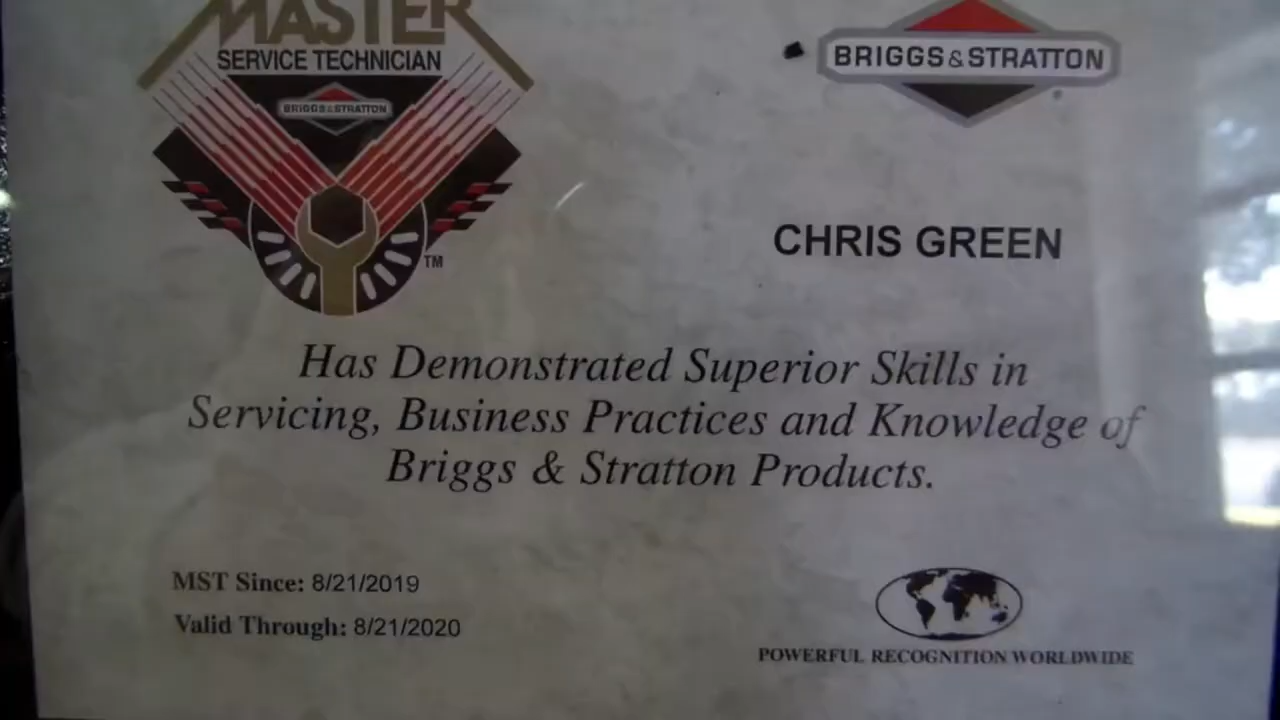 MASTER
SERVICE TECHNICIAN
BRIGGS & STRATTON
TM
BRIGGS & STRATTON
®
CHRIS GREEN
Has Demonstrated Superior Skills in
Servicing, Business Practices and Knowledge of
Briggs & Stratton Products.
MST Since: 8/21/2019
Valid Through: 8/21/2020
POWERFUL RECOGNITION WORLDWIDE